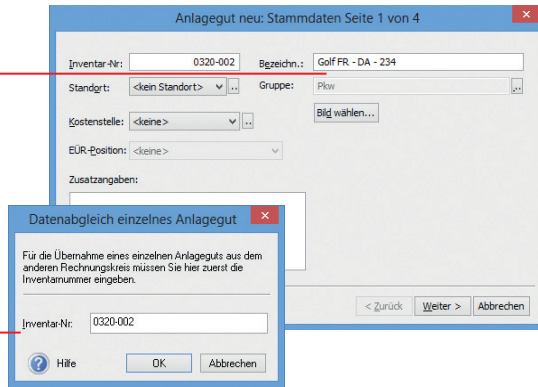 Anlagegut neu: Stammdaten Seite 1 von 4
Inventar-Nr: 0320-002 Bezeichn.: Golf FR - DA - 234
Standort: <kein Standort> .. Gruppe: Pkw ...
Kostenstelle: <keine> .. Bild wählen...
EÜR-Position: <keine>
Zusatzangaben:
< Zurück Weiter > Abbrechen
Datenabgleich einzelnes Anlagegut
Für die Übernahme eines einzelnen Anlageguts aus dem
anderen Rechnungskreis müssen Sie hier zuerst die
Inventarnummer eingeben.
Inventar-Nr: 0320-002
Hilfe OK Abbrechen